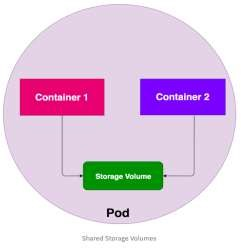 Container 1
Container 2
Storage Volume
Pod
Shared Storage Volumes